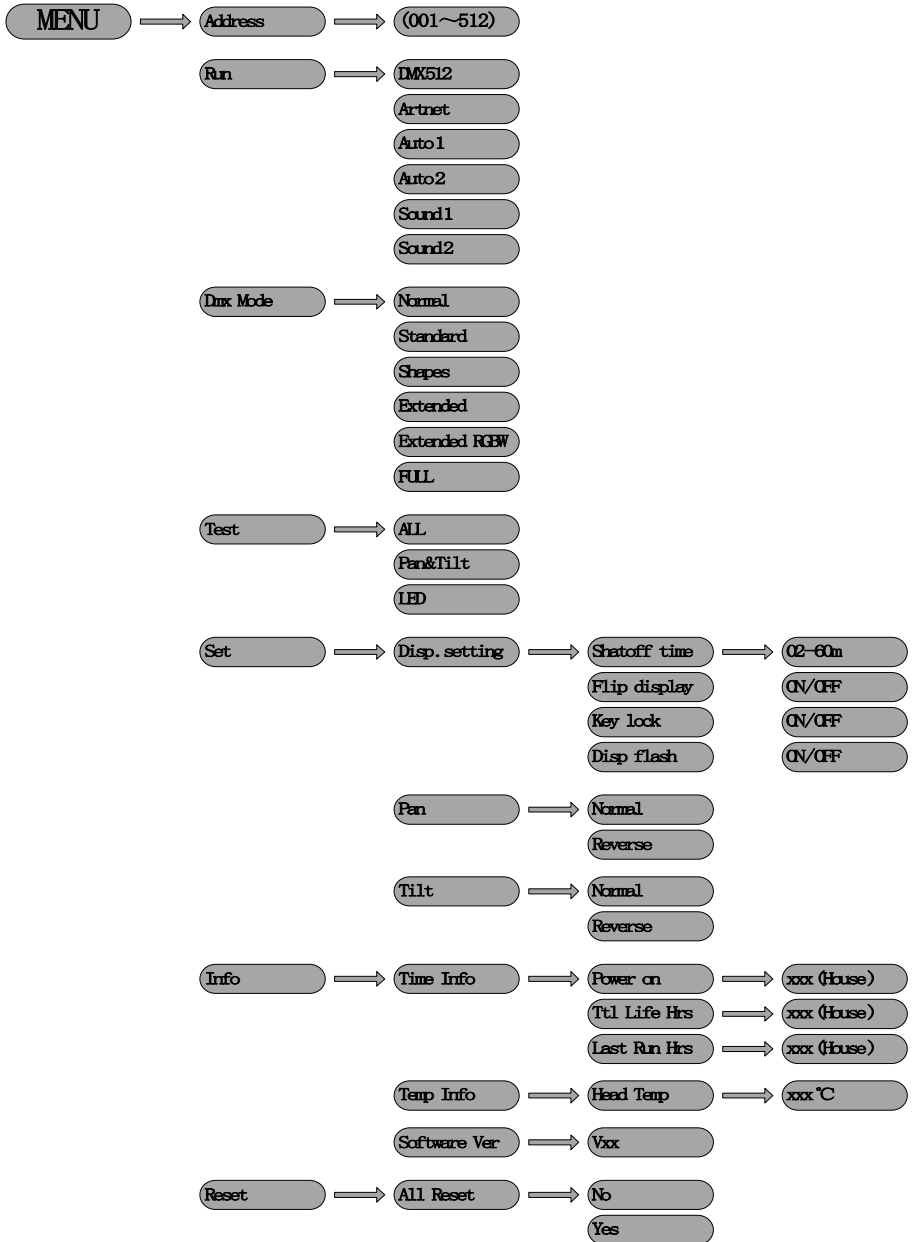 MENU Address (001～512)
Run DMX512
Artnet
Auto1
Auto2
Sound1
Sound2
Dmx Mode Normal
Standard
Shapes
Extended
Extended RGBW
FULL
Test ALL
Pan&Tilt
LED
Set Disp.setting Shatoff time 02-60m
Flip display ON/OFF
Key lock ON/OFF
Disp flash ON/OFF
Pan Normal
Reverse
Tilt Normal
Reverse
Info Time Info Power on xxx(House)
Ttl Life Hrs xxx(House)
Last Run Hrs xxx(House)
Temp Info Head Temp xxx℃
Software Ver Vxx
Reset All Reset No
Yes